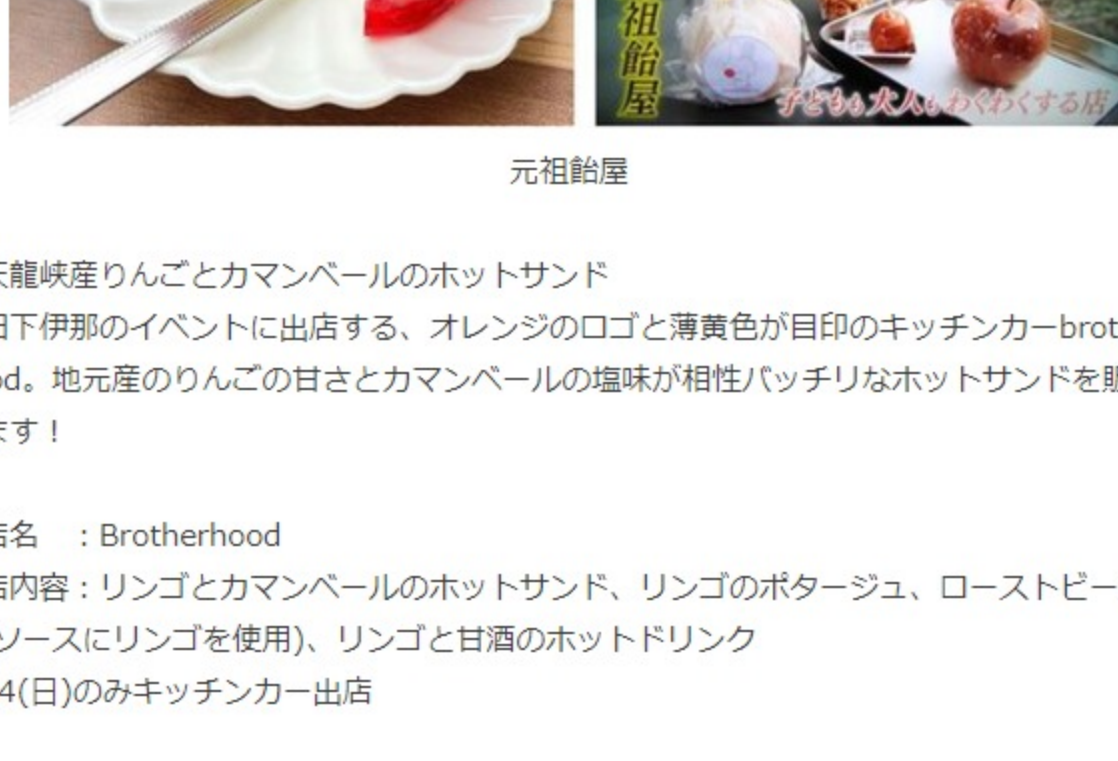 祖飴屋
子どもも大人もわくわくする店
元祖飴屋
天龍峡産りんごとカマンベールのホットサンド
田下伊那のイベントに出店する、オレンジのロゴと薄黄色が目印のキッチンカーbrot
od。地元産のりんごの甘さとカマンベールの塩味が相性バッチリなホットサンドを販
ます！
店名　：Brotherhood
店内容：リンゴとカマンベールのホットサンド、リンゴのポタージュ、ローストビー
ソースにリンゴを使用)、リンゴと甘酒のホットドリンク
4(日)のみキッチンカー出店